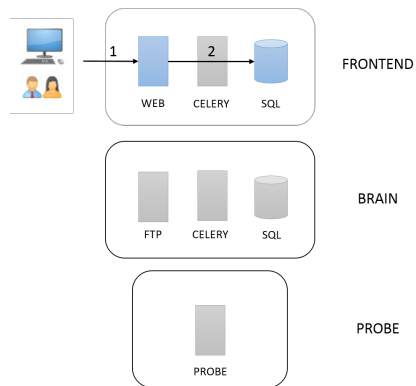 1
2
WEB
CELERY
SQL
FRONTEND
FTP
CELERY
SQL
BRAIN
PROBE
PROBE